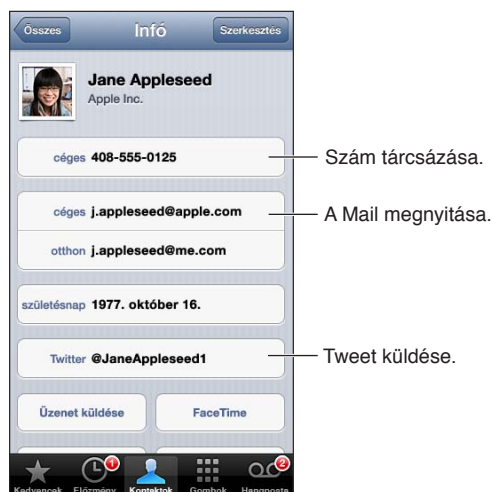 Összes Infó Szerkesztés
Jane Appleseed
Apple Inc.
céges 408-555-0125 Szám tárcsázása.
céges j.appleseed@apple.com A Mail megnyitása.
otthon j.appleseed@me.com
születésnap 1977. október 16.
Twitter @JaneAppleseed1 Tweet küldése.
Üzenet küldése FaceTime
1 2
Kedvencek Előzmény Kontaktok Gombok Hangposta